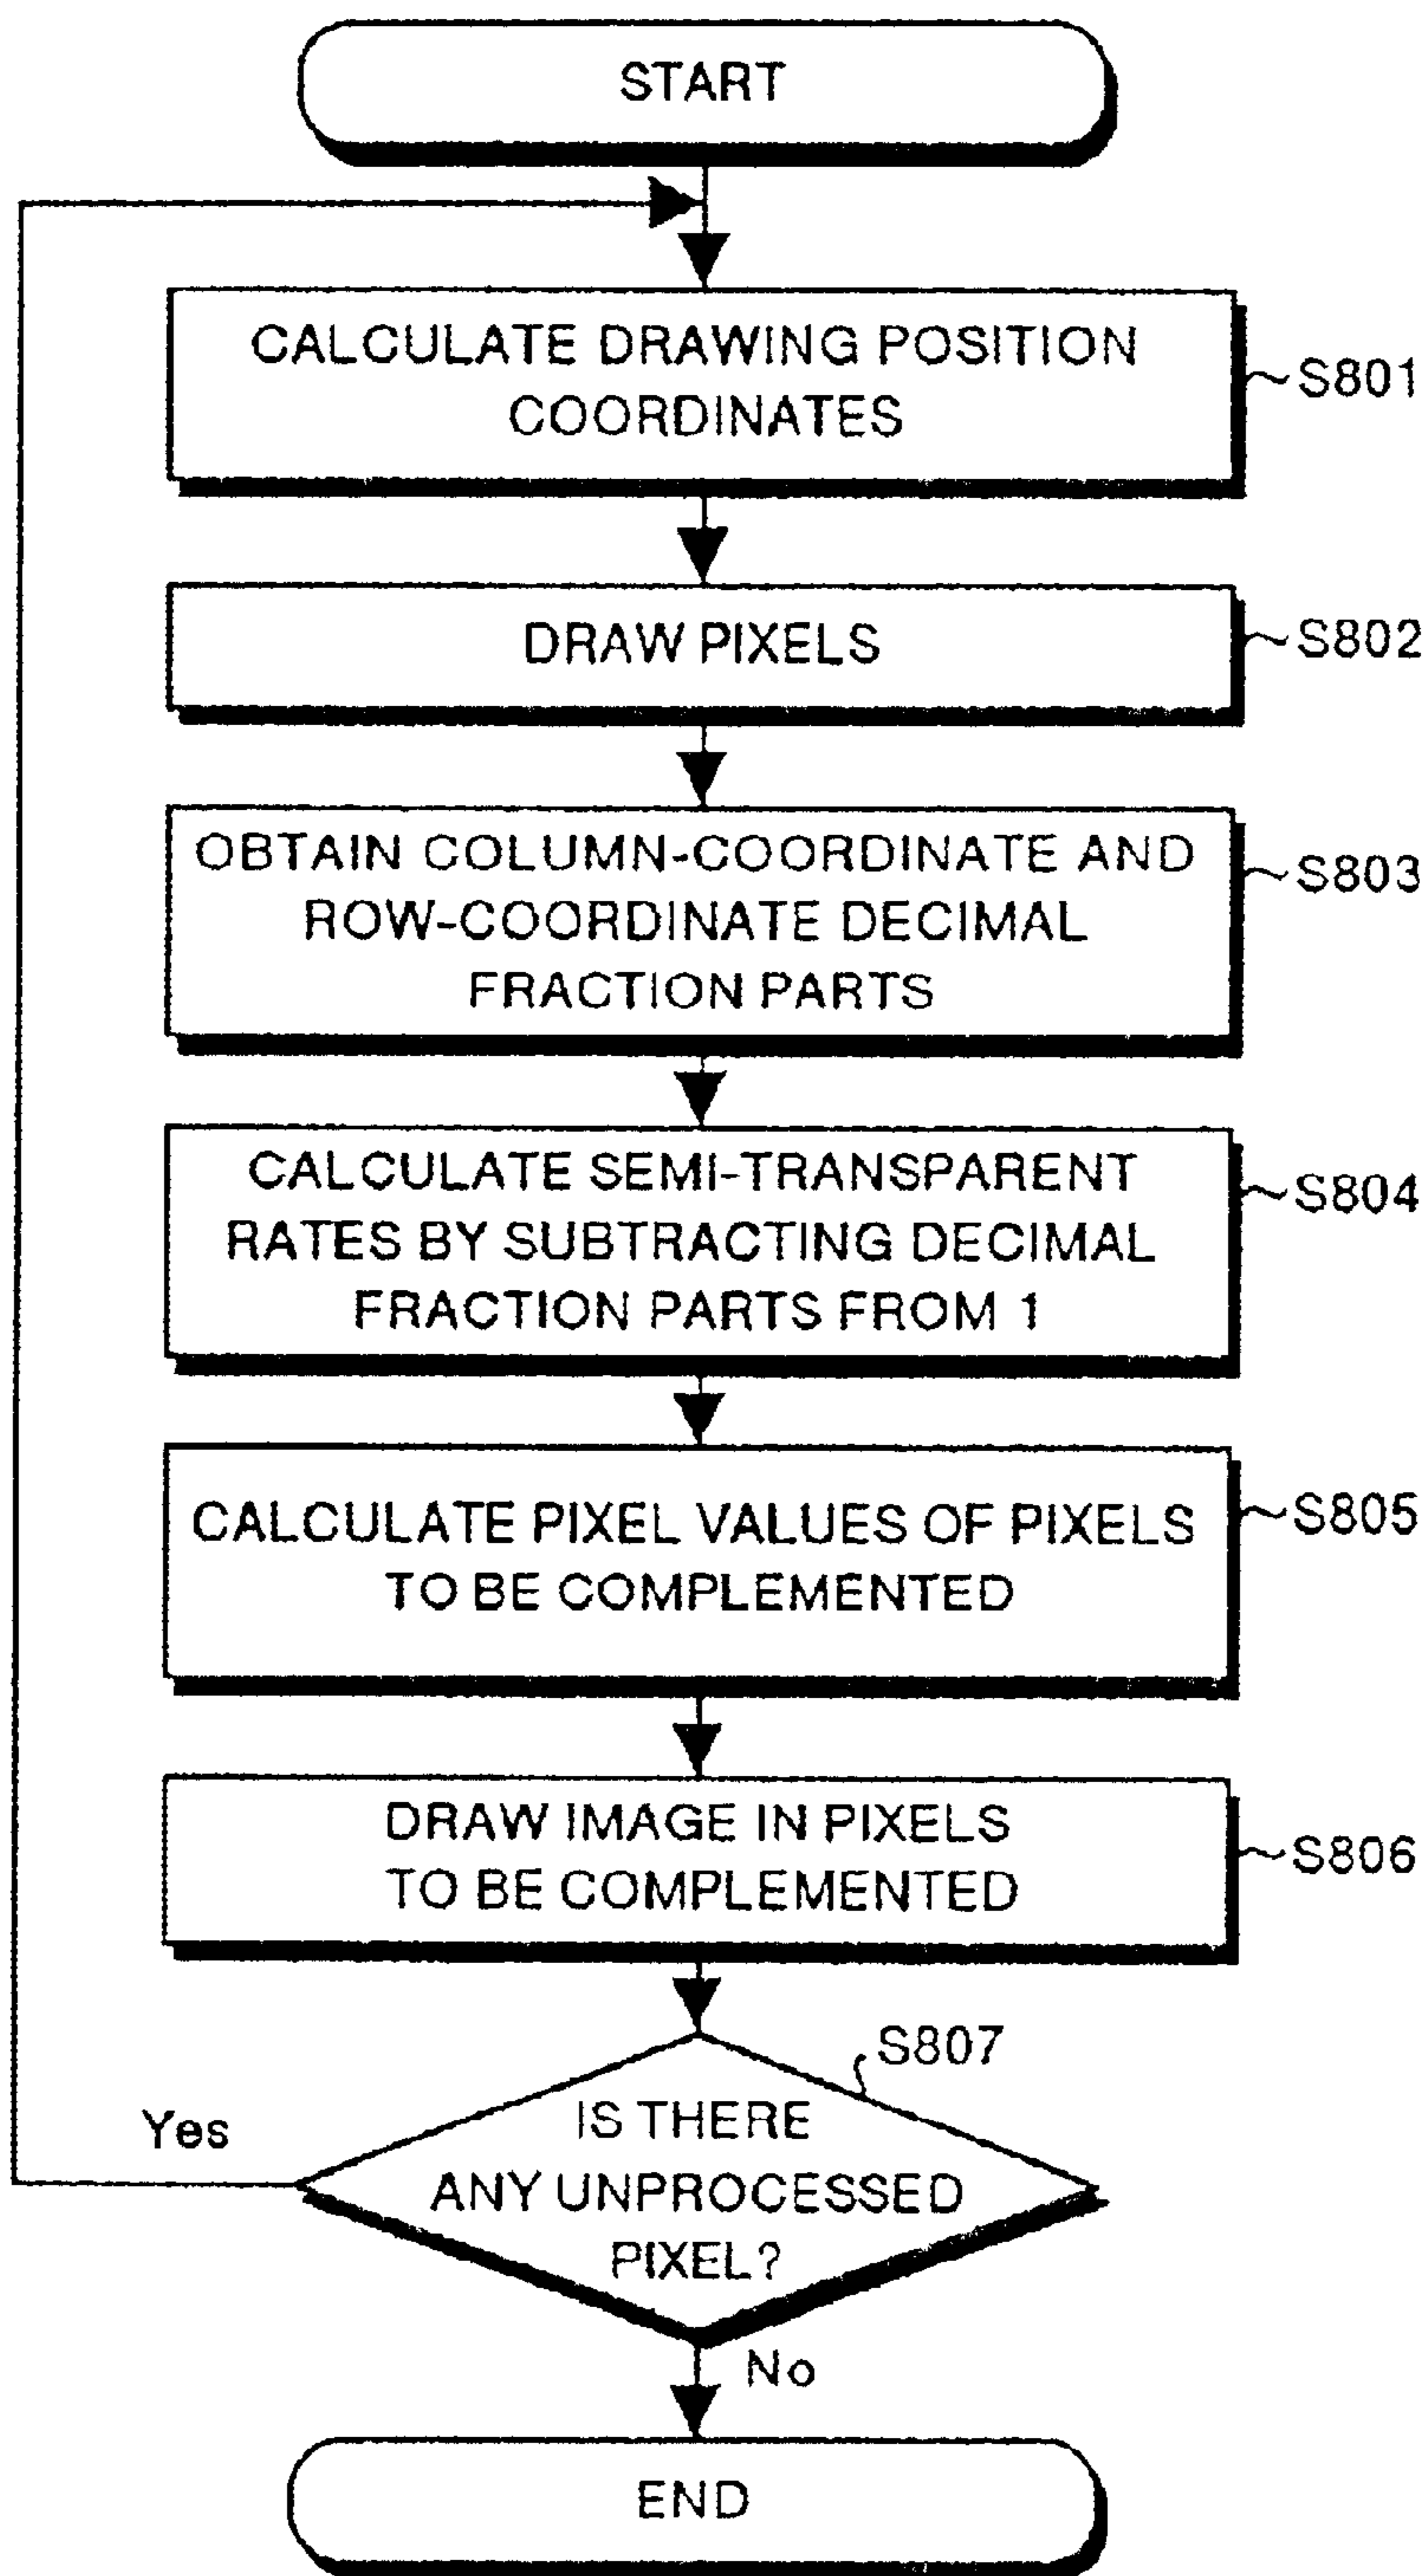 START
CALCULATE DRAWING POSITION
COORDINATES
S801
DRAW PIXELS
S802
OBTAIN COLUMN-COORDINATE AND
ROW-COORDINATE DECIMAL
FRACTION PARTS
S803
CALCULATE SEMI-TRANSPARENT
RATES BY SUBTRACTING DECIMAL
FRACTION PARTS FROM 1
S804
CALCULATE PIXEL VALUES OF PIXELS
TO BE COMPLEMENTED
S805
DRAW IMAGE IN PIXELS
TO BE COMPLEMENTED
S806
S807
IS THERE
ANY UNPROCESSED
PIXEL?
Yes
No
END